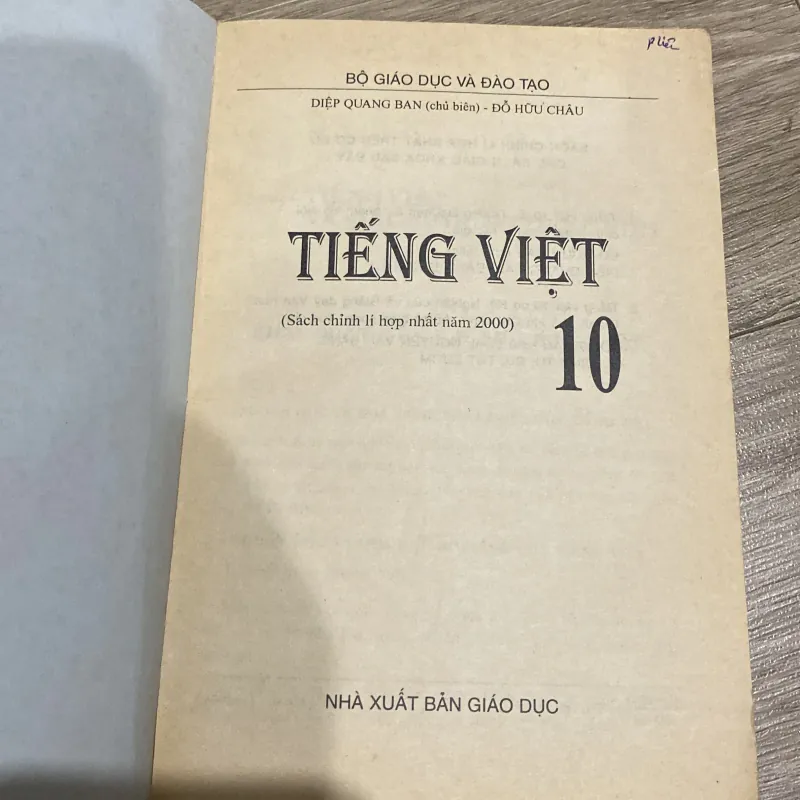 BỘ GIÁO DỤC VÀ ĐÀO TẠO
DIỆP QUANG BAN (chủ biên) - ĐỖ HỮU CHÂU
TIẾNG VIỆT
(Sách chỉnh lí hợp nhất năm 2000)
10
NHÀ XUẤT BẢN GIÁO DỤC